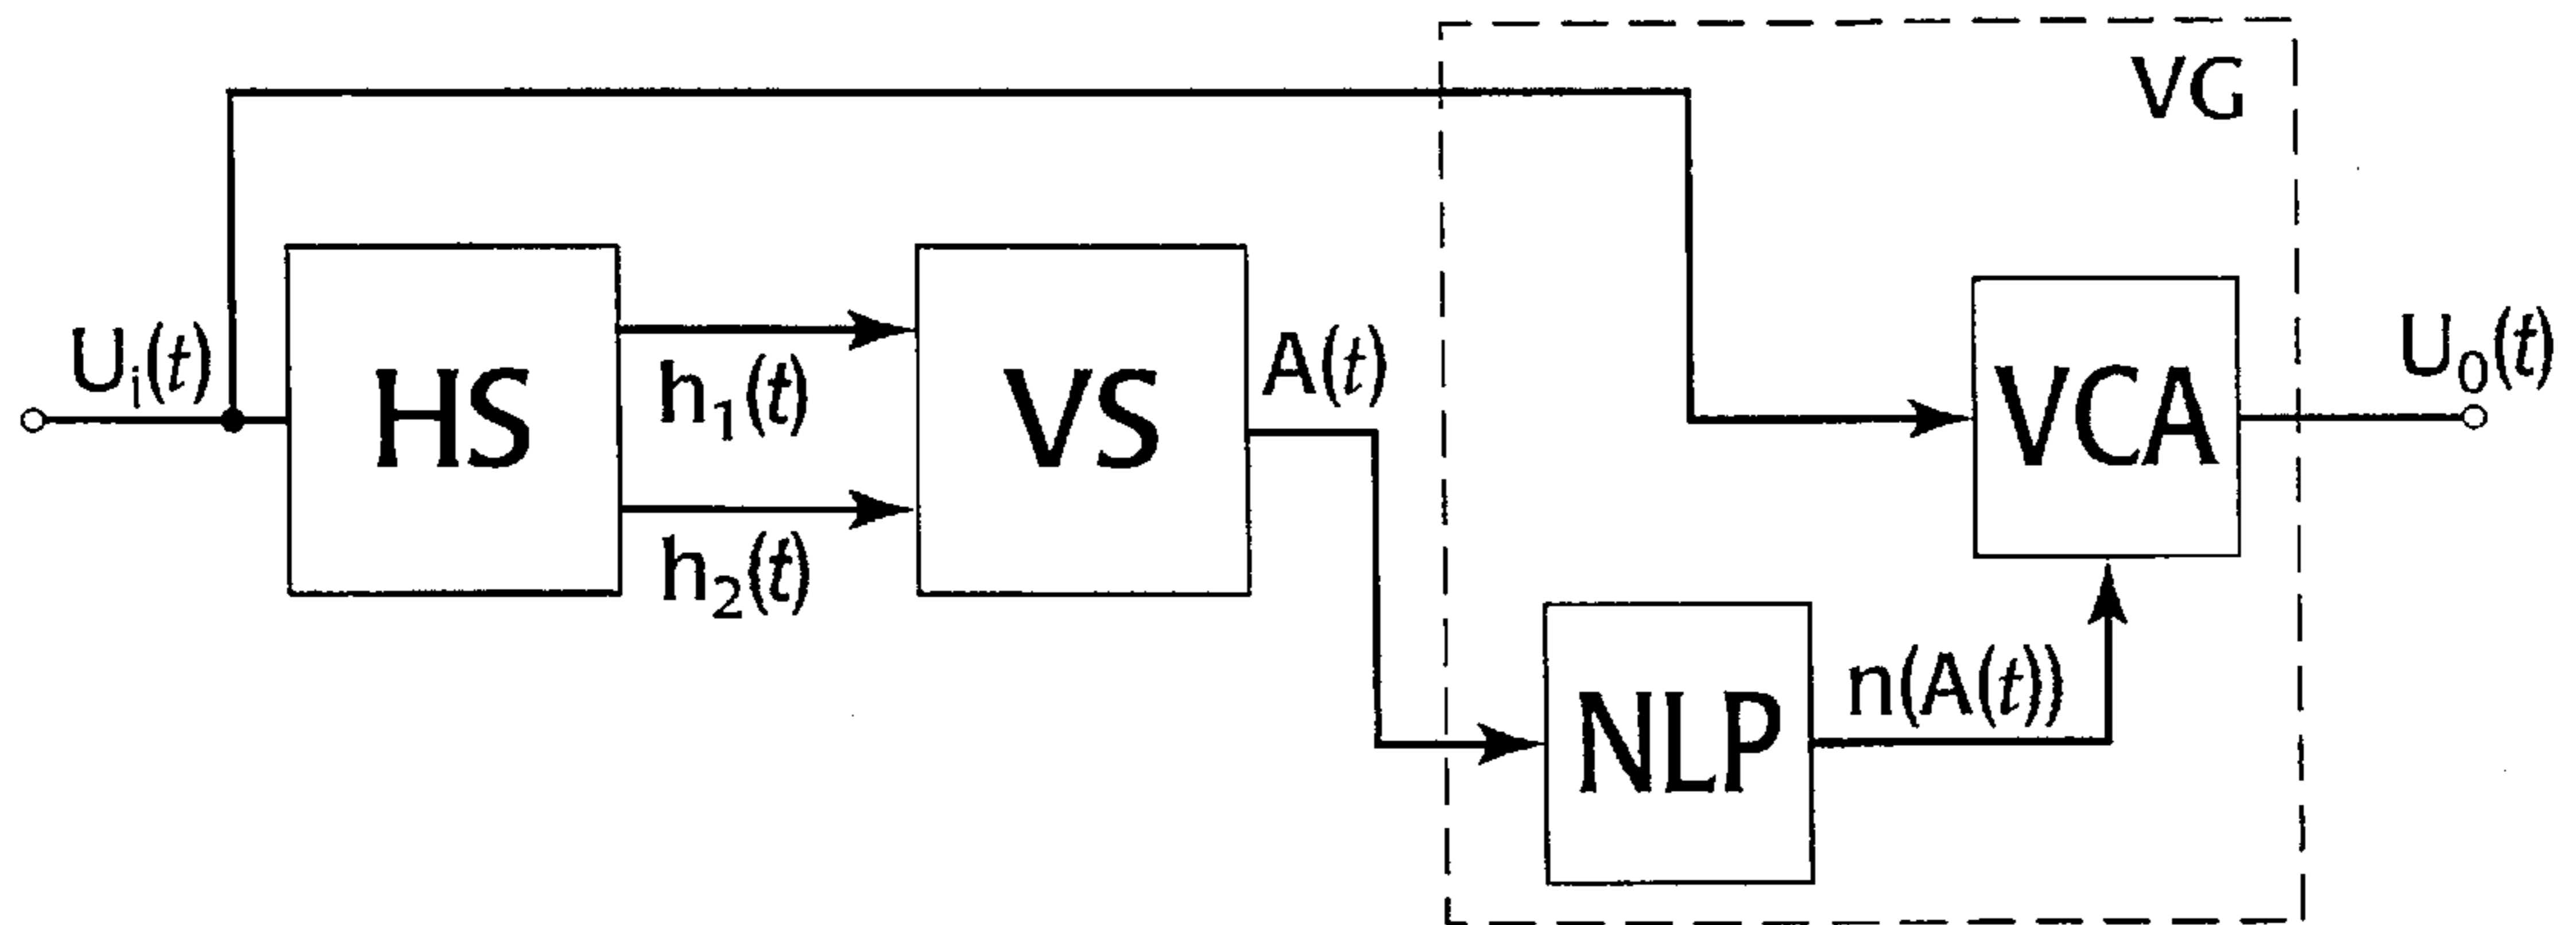 VG
U₀(t)
Uᵢ(t)
HS
h₁(t)
h₂(t)
VS
A(t)
VCA
NLP
n(A(t))